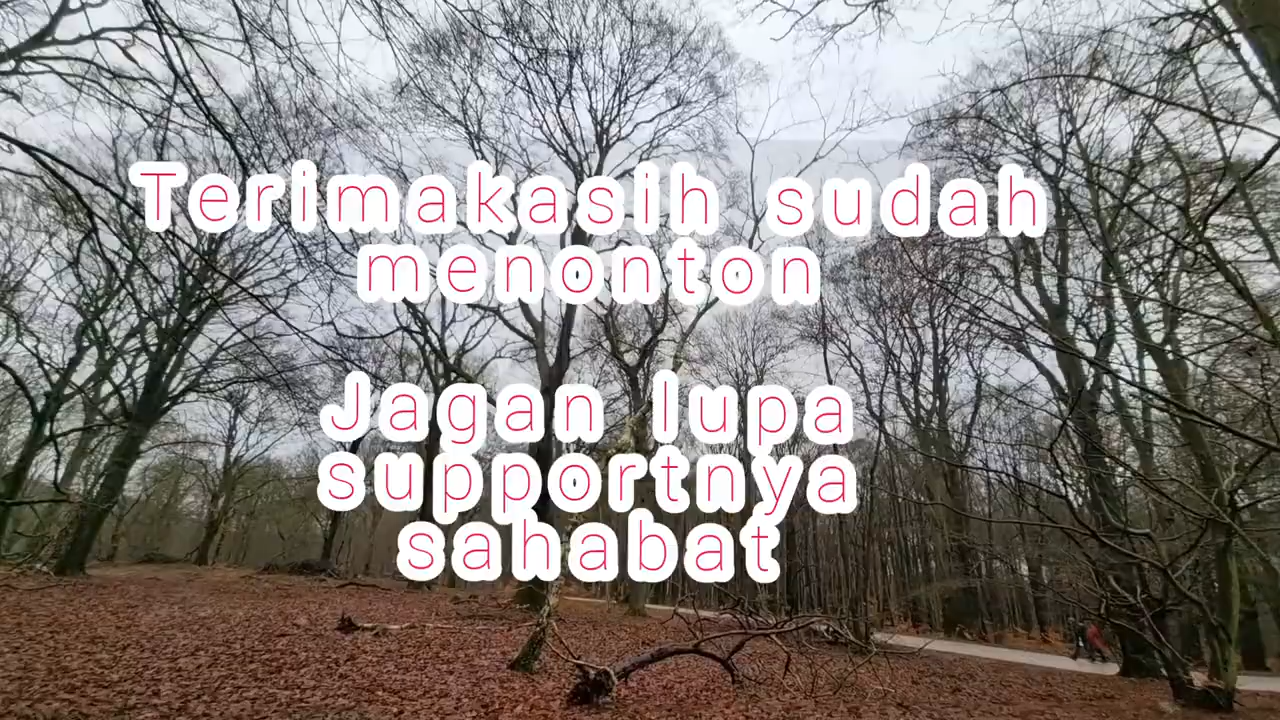 Terimakasih sudah
menonton
Jagan lupa
supportnya
sahabat